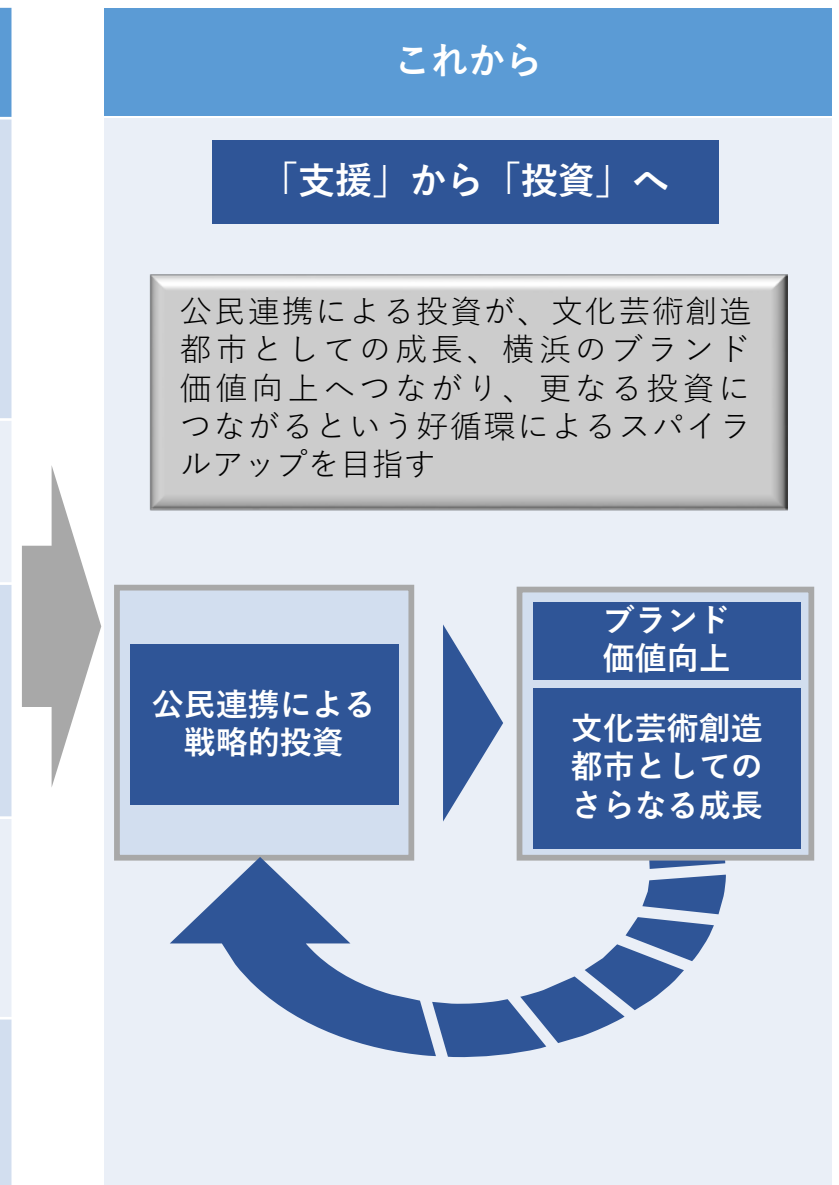 これから
「支援」から「投資」へ
公民連携による投資が、文化芸術創造
都市としての成長、横浜のブランド
価値向上へつながり、更なる投資に
つながるという好循環によるスパイラ
ルアップを目指す
公民連携による
戦略的投資
ブランド
価値向上
文化芸術創造
都市としての
さらなる成長